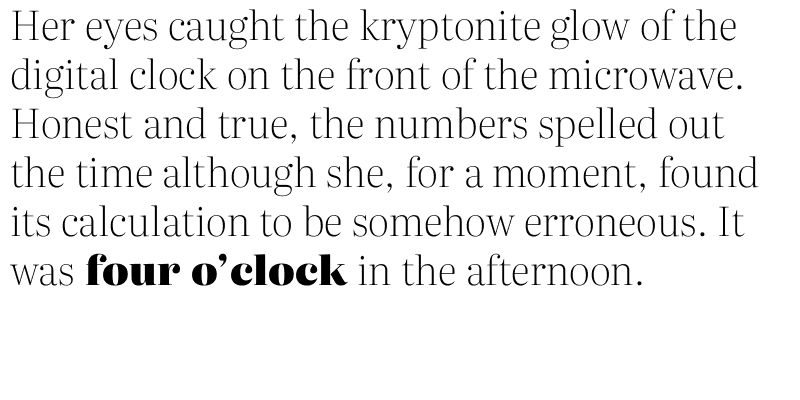 Her eyes caught the kryptonite glow of the
digital clock on the front of the microwave.
Honest and true, the numbers spelled out
the time although she, for a moment, found
its calculation to be somehow erroneous. It
was four o’clock in the afternoon.